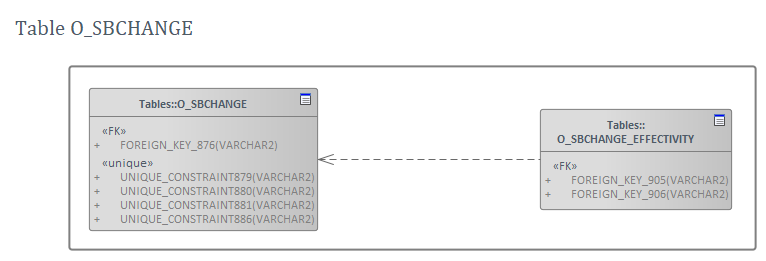 Table O_SBCHANGE
Tables::O_SBCHANGE
«FK»
+ FOREIGN_KEY_876(VARCHAR2)
«unique»
+ UNIQUE_CONSTRAINT879(VARCHAR2)
+ UNIQUE_CONSTRAINT880(VARCHAR2)
+ UNIQUE_CONSTRAINT881(VARCHAR2)
+ UNIQUE_CONSTRAINT886(VARCHAR2)
Tables::
O_SBCHANGE_EFFECTIVITY
«FK»
+ FOREIGN_KEY_905(VARCHAR2)
+ FOREIGN_KEY_906(VARCHAR2)